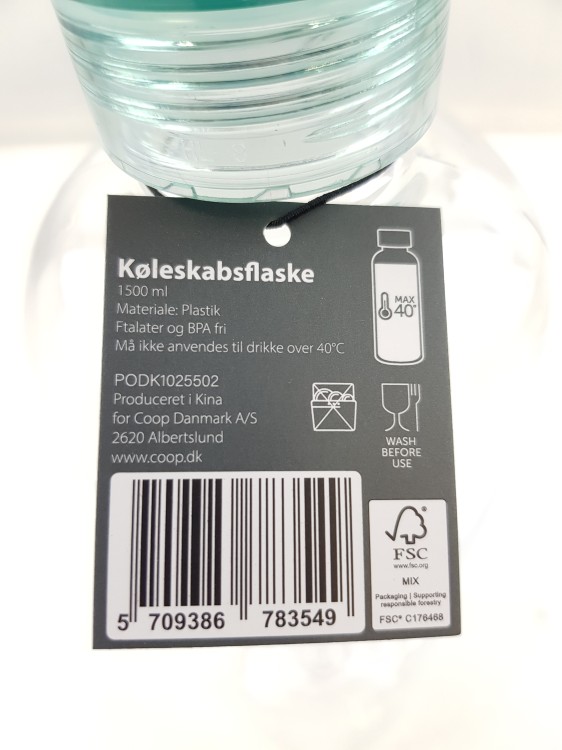 Køleskabsflaske
1500 ml
Materiale: Plastik
Ftalater og BPA fri
Må ikke anvendes til drikke over 40°C
MAX
40°
PODK1025502
Produceret i Kina
for Coop Danmark A/S
2620 Albertslund
www.coop.dk
WASH
BEFORE
USE
5 709386 783549
FSC
www.fsc.org
MIX
Packaging | Supporting
responsible forestry
FSC® C176468